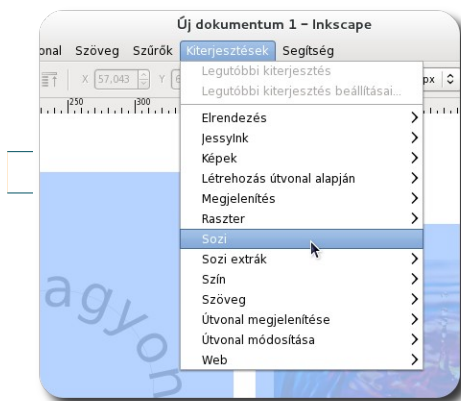 Új dokumentum 1 – Inkscape
onal Szöveg Szűrők Kiterjesztések Segítség
Legutóbbi kiterjesztés
X 57,043 Y px
Legutóbbi kiterjesztés beállításai...
250 300
Elrendezés
JessyInk
Képek
Létrehozás útvonal alapján
Megjelenítés
Raszter
Sozi
Sozi extrák
Szín
Szöveg
Útvonal megjelenítése
Útvonal módosítása
Web
agyon